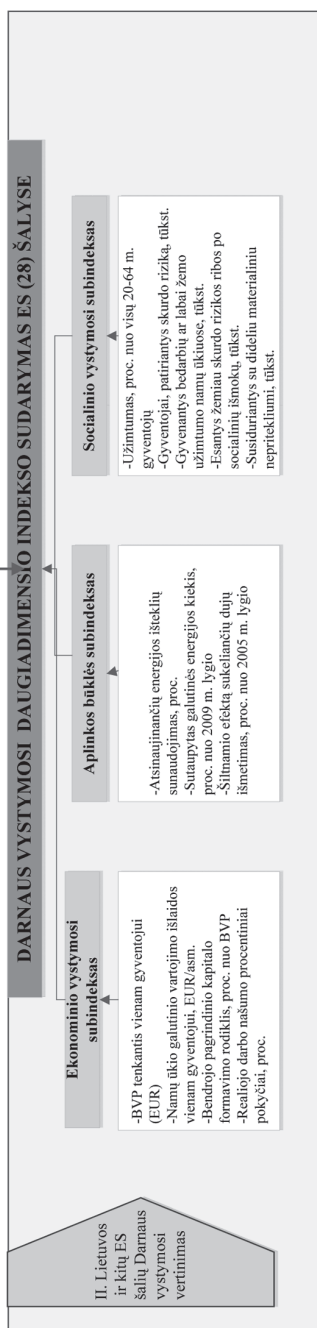 DARNAUS VYSTYMOSI DAUGIADIMENSIO INDEKSO SUDARYMAS ES (28) ŠALYSE
II. Lietuvos
ir kitų ES
šalių Darnaus
vystymosi
vertinimas
Ekonominio vystymosi
subindeksas
-BVP tenkantis vienam gyventojui
(EUR)
-Namų ūkio galutinio vartojimo išlaidos
vienam gyventojui, EUR/asm.
-Bendrojo pagrindinio kapitalo
formavimo rodiklis, proc. nuo BVP
-Realiojo darbo našumo procentiniai
pokyčiai, proc.
Aplinkos būklės subindeksas
-Atsinaujinančių energijos išteklių
sunaudojimas, proc.
-Sutaupytas galutinės energijos kiekis,
proc. nuo 2009 m. lygio
-Šiltnamio efektą sukeliančių dujų
išmetimas, proc. nuo 2005 m. lygio
Socialinio vystymosi subindeksas
-Užimtumas, proc. nuo visų 20-64 m.
gyventojų
-Gyventojai, patiriantys skurdo riziką, tūkst.
-Gyvenantys bedarbių ar labai žemo
užimtumo namų ūkiuose, tūkst.
-Esantys žemiau skurdo rizikos ribos po
socialinių išmokų, tūkst.
-Susiduriantys su dideliu materialiniu
nepritekliumi, tūkst.